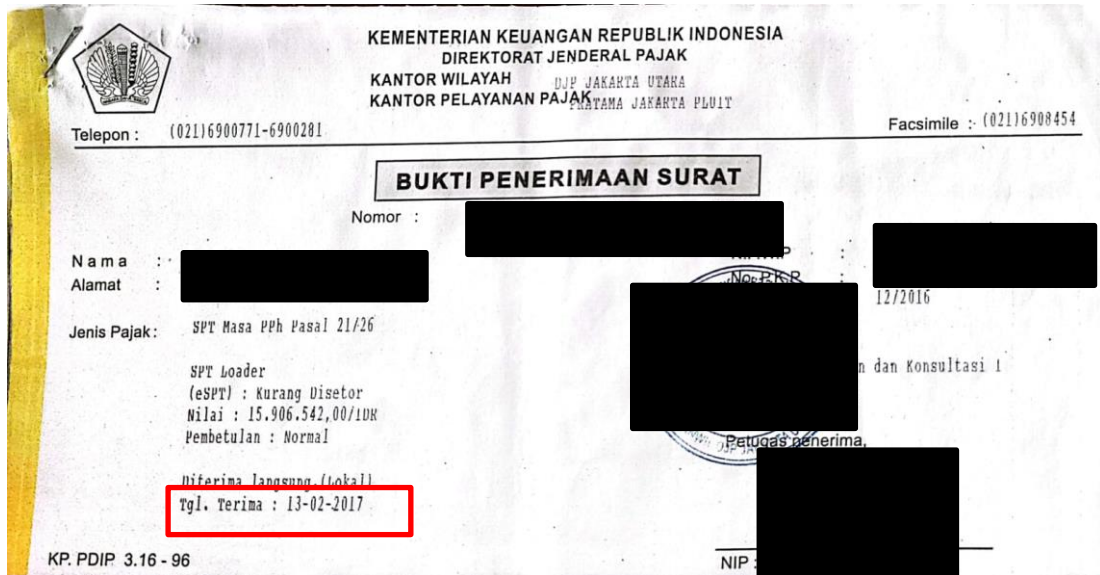 KEMENTERIAN KEUANGAN REPUBLIK INDONESIA
DIREKTORAT JENDERAL PAJAK
KANTOR WILAYAH DJP JAKARTA UTARA
KANTOR PELAYANAN PAJAK PRATAMA JAKARTA PLUIT
Telepon : (021)6900771-6900281
Facsimile : (021)6908454
BUKTI PENERIMAAN SURAT
Nomor :
Nama :
Alamat :
No. P.K.P :
12/2016
Jenis Pajak : SPT Masa PPh Pasal 21/26
SPT Loader
(eSPT) : Kurang Disetor
Nilai : 15.906.542,00/IDR
Pembetulan : Normal
n dan Konsultasi 1
Petugas penerima,
Diterima langsung.(Lokal)
Tgl. Terima : 13-02-2017
KP. PDIP 3.16 - 96
NIP :